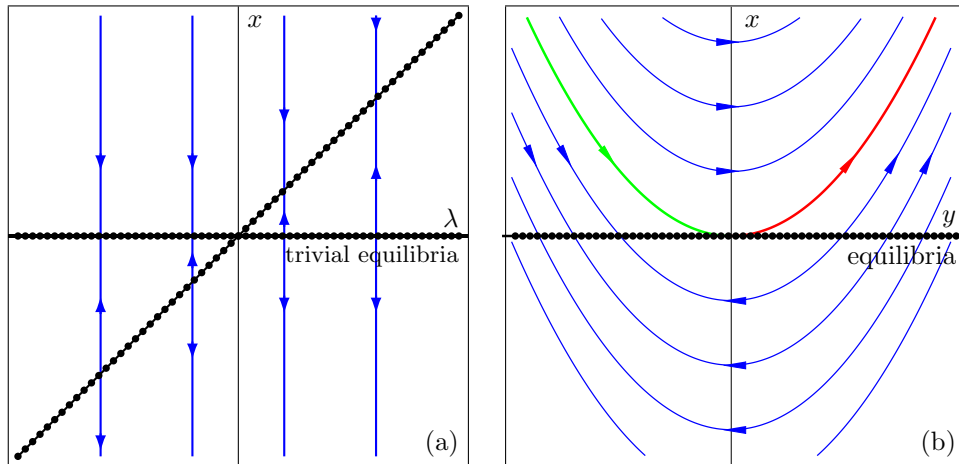 x
λ
trivial equilibria
(a)
x
y
equilibria
(b)